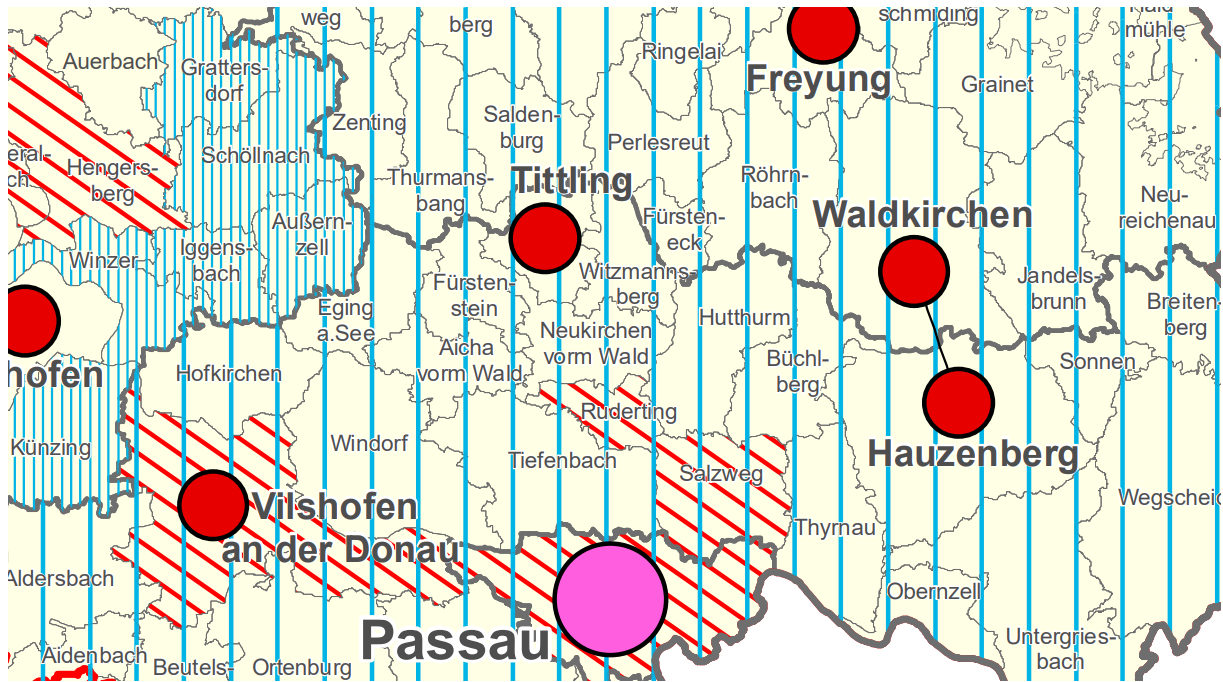 weg
berg
schmiding
mühle
Auerbach
Ringelai
Gratters-
dorf
Freyung
Grainet
Zenting
Salden-
burg
Perlesreut
Schöllnach
Hengers-
berg
Thurmans-
bang
Tittling
Röhrn-
bach
Neu-
reichenau
Waldkirchen
Fürsten-
eck
Außern-
zell
Iggens-
bach
Winzer
Witzmanns-
berg
Fürsten-
stein
Jandels-
brunn
Breiten-
berg
Eging
a.See
Hutthurm
Neukirchen
vorm Wald
Aicha
vorm Wald
Büchl-
berg
Sonnen
hofen
Hofkirchen
Ruderting
Künzing
Windorf
Tiefenbach
Salzweg
Hauzenberg
Wegscheid
Vilshofen
an der Donau
Thyrnau
Aldersbach
Obernzell
Passau
Untergries-
bach
Aidenbach
Beutels-
Ortenburg